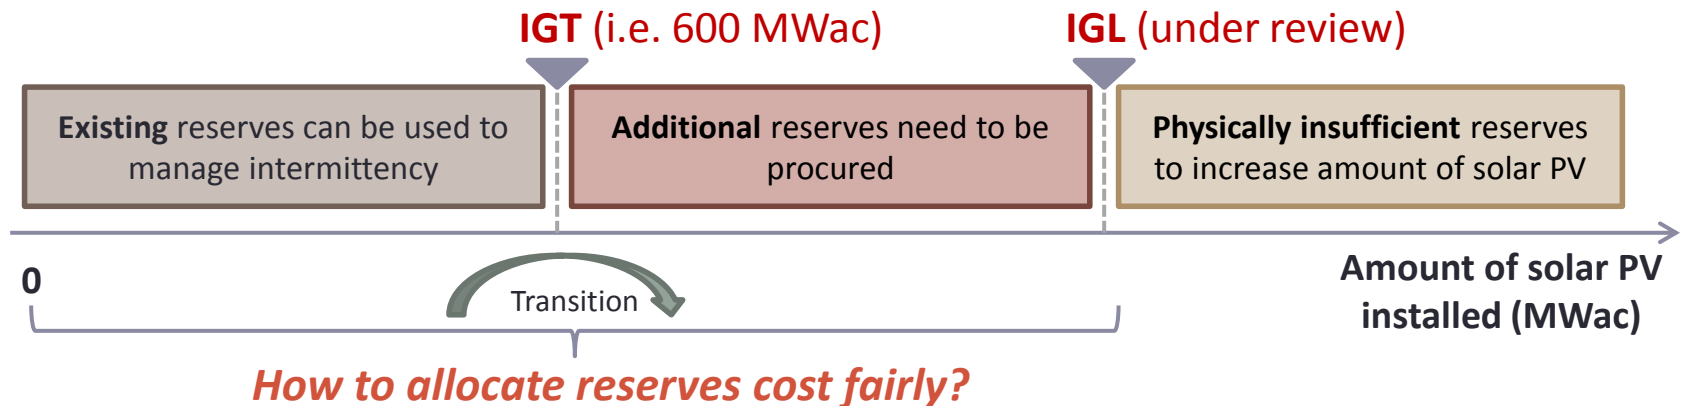 IGT (i.e. 600 MWac)
IGL (under review)
Existing reserves can be used to
manage intermittency
Additional reserves need to be
procured
Physically insufficient reserves
to increase amount of solar PV
0
Transition
Amount of solar PV
installed (MWac)
How to allocate reserves cost fairly?